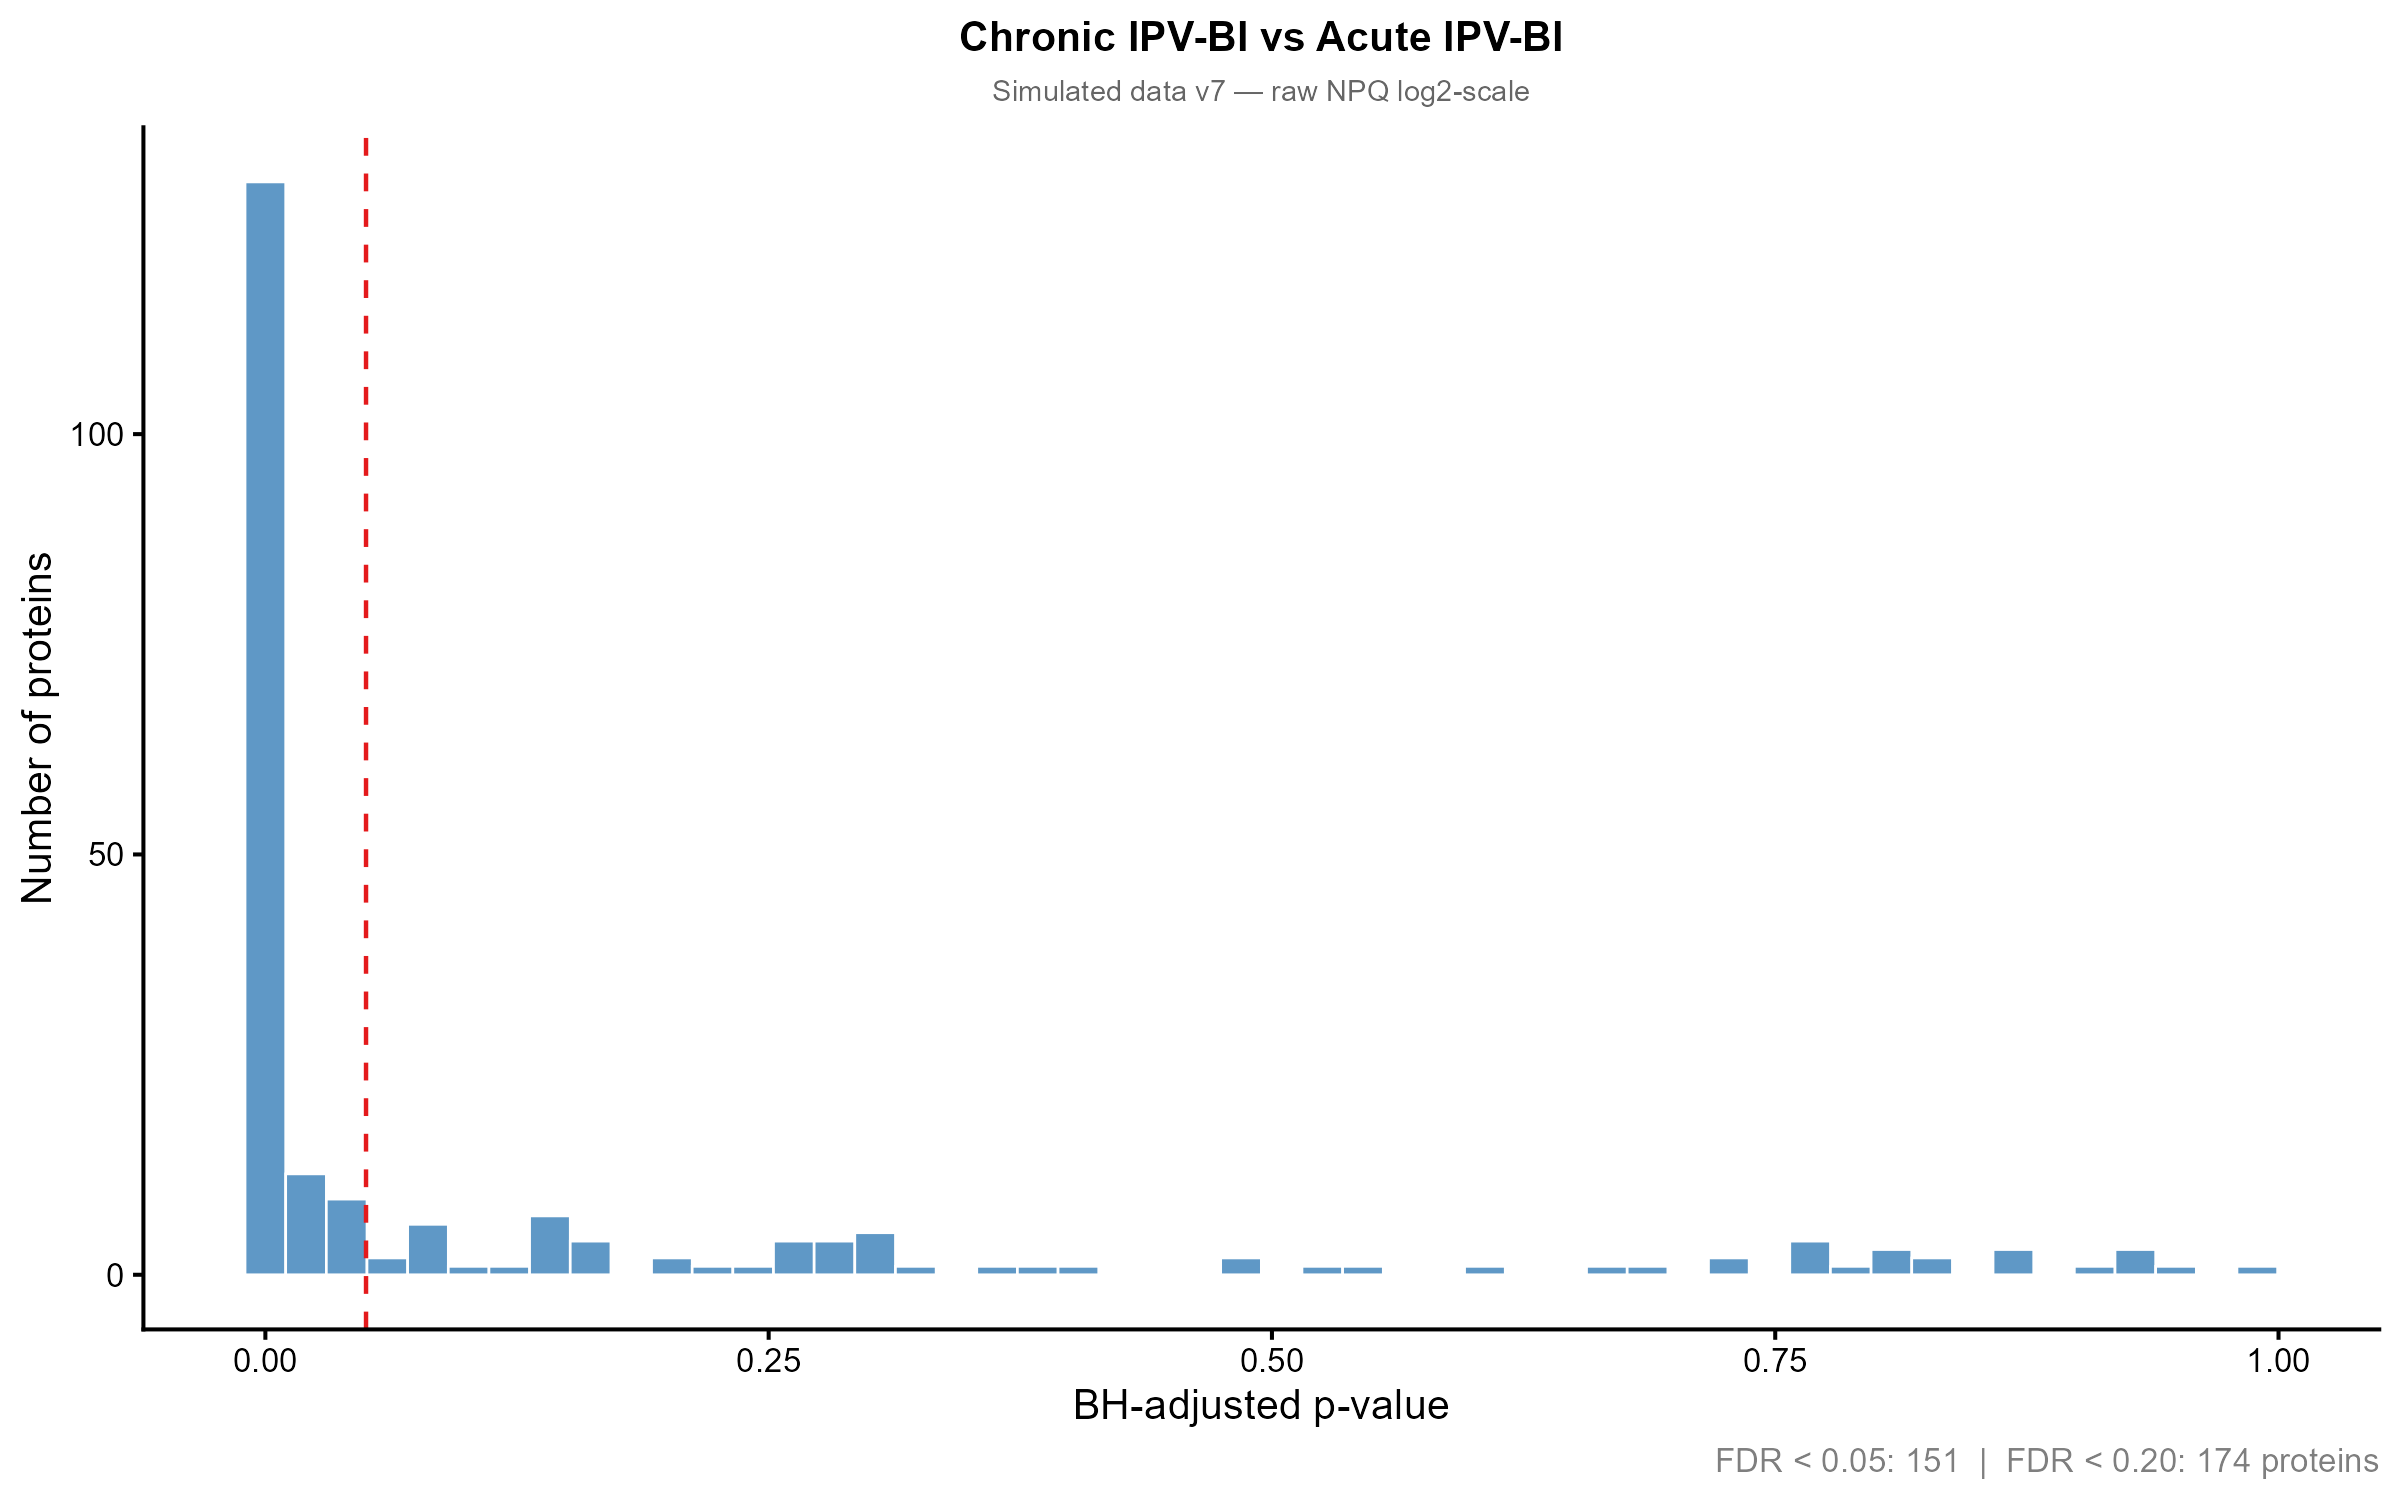 Chronic IPV-BI vs Acute IPV-BI
Simulated data v7 — raw NPQ log2-scale
Number of proteins
100
50
0
0.00 0.25 0.50 0.75 1.00
BH-adjusted p-value
FDR < 0.05: 151 | FDR < 0.20: 174 proteins